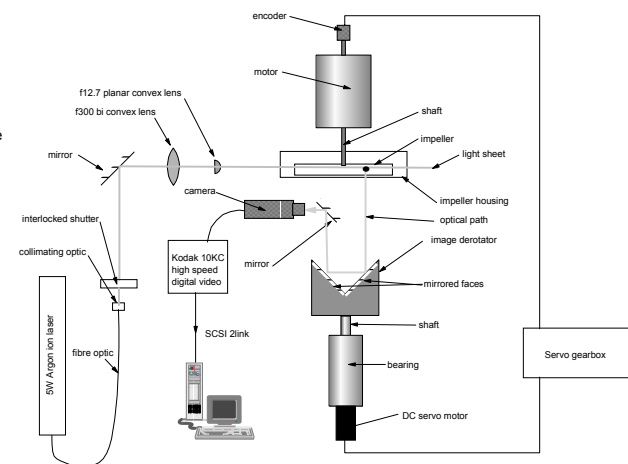 encoder
motor
f12.7 planar convex lens
f300 bi convex lens
shaft
impeller
light sheet
mirror
camera
impeller housing
optical path
interlocked shutter
image derotator
Kodak 10KC
high speed
digital video
mirror
collimating optic
mirrored faces
shaft
SCSI 2link
5W Argon ion laser
fibre optic
bearing
Servo gearbox
DC servo motor
e